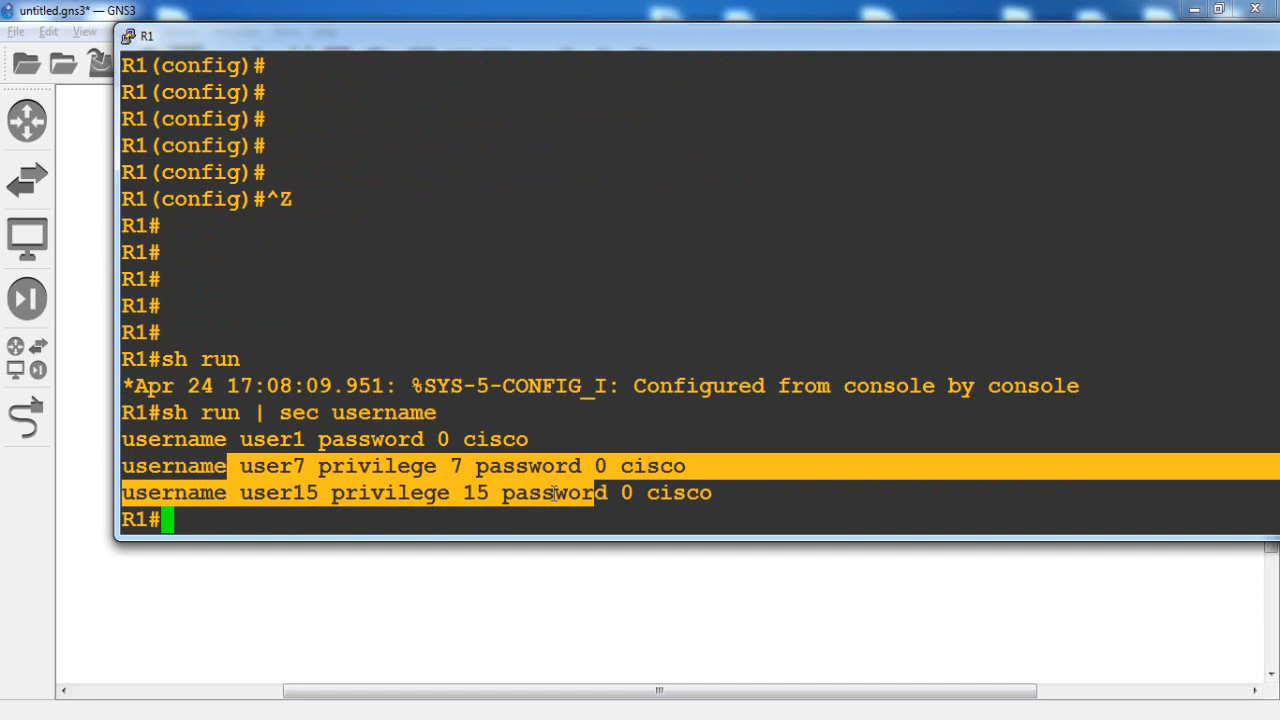 untitled.gns3* — GNS3
File Edit View
R1
R1(config)#
R1(config)#
R1(config)#
R1(config)#
R1(config)#
R1(config)#^Z
R1#
R1#
R1#
R1#
R1#
R1#sh run
*Apr 24 17:08:09.951: %SYS-5-CONFIG_I: Configured from console by console
R1#sh run | sec username
username user1 password 0 cisco
username user7 privilege 7 password 0 cisco
username user15 privilege 15 password 0 cisco
R1#